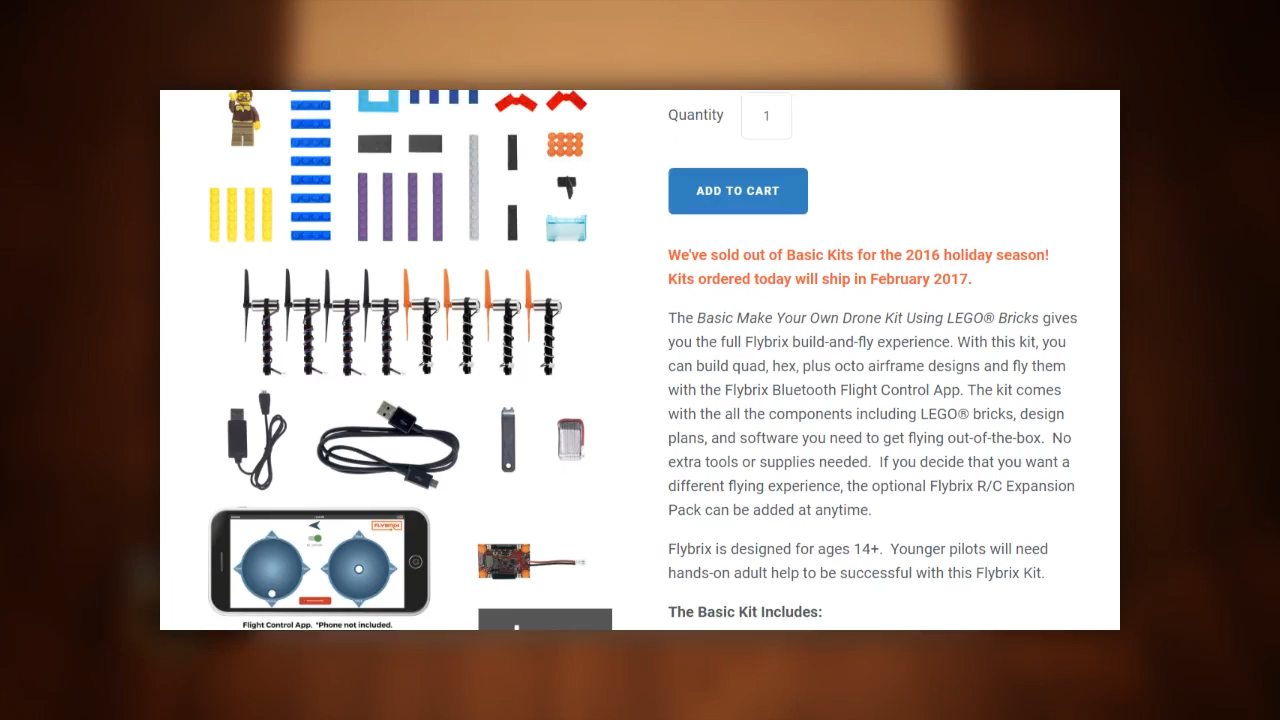 Quantity
1
ADD TO CART
We've sold out of Basic Kits for the 2016 holiday season!
Kits ordered today will ship in February 2017.
The Basic Make Your Own Drone Kit Using LEGO® Bricks gives
you the full Flybrix build-and-fly experience. With this kit, you
can build quad, hex, plus octo airframe designs and fly them
with the Flybrix Bluetooth Flight Control App. The kit comes
with the all the components including LEGO® bricks, design
plans, and software you need to get flying out-of-the-box. No
extra tools or supplies needed. If you decide that you want a
different flying experience, the optional Flybrix R/C Expansion
Pack can be added at anytime.
Flybrix is designed for ages 14+. Younger pilots will need
hands-on adult help to be successful with this Flybrix Kit.
The Basic Kit Includes:
FLYBRIX
Flight Control App. *Phone not included.